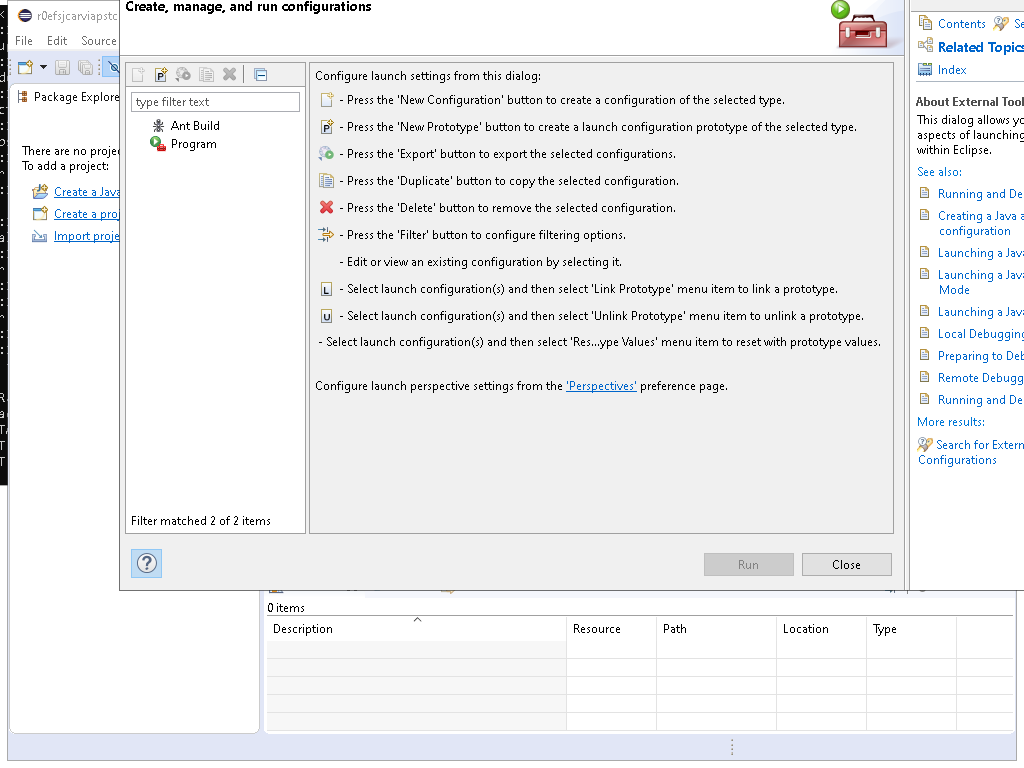 Create, manage, and run configurations
r0efsjcarviapstc
File Edit Source
Package Explore
There are no proje
To add a project:
Create a Java
Create a proj
Import proje
type filter text
Ant Build
Program
Filter matched 2 of 2 items
Configure launch settings from this dialog:
- Press the 'New Configuration' button to create a configuration of the selected type.
- Press the 'New Prototype' button to create a launch configuration prototype of the selected type.
- Press the 'Export' button to export the selected configurations.
- Press the 'Duplicate' button to copy the selected configuration.
- Press the 'Delete' button to remove the selected configuration.
- Press the 'Filter' button to configure filtering options.
- Edit or view an existing configuration by selecting it.
- Select launch configuration(s) and then select 'Link Prototype' menu item to link a prototype.
- Select launch configuration(s) and then select 'Unlink Prototype' menu item to unlink a prototype.
- Select launch configuration(s) and then select 'Res...ype Values' menu item to reset with prototype values.
Configure launch perspective settings from the 'Perspectives' preference page.
Run Close
Contents Se
Related Topics
Index
About External Tool
This dialog allows yo
aspects of launching
within Eclipse.
See also:
Running and De
Creating a Java a
configuration
Launching a Java
Launching a Java
Mode
Launching a Java
Local Debugging
Preparing to Deb
Remote Debugg
Running and De
More results:
Search for Extern
Configurations
0 items
Description Resource Path Location Type